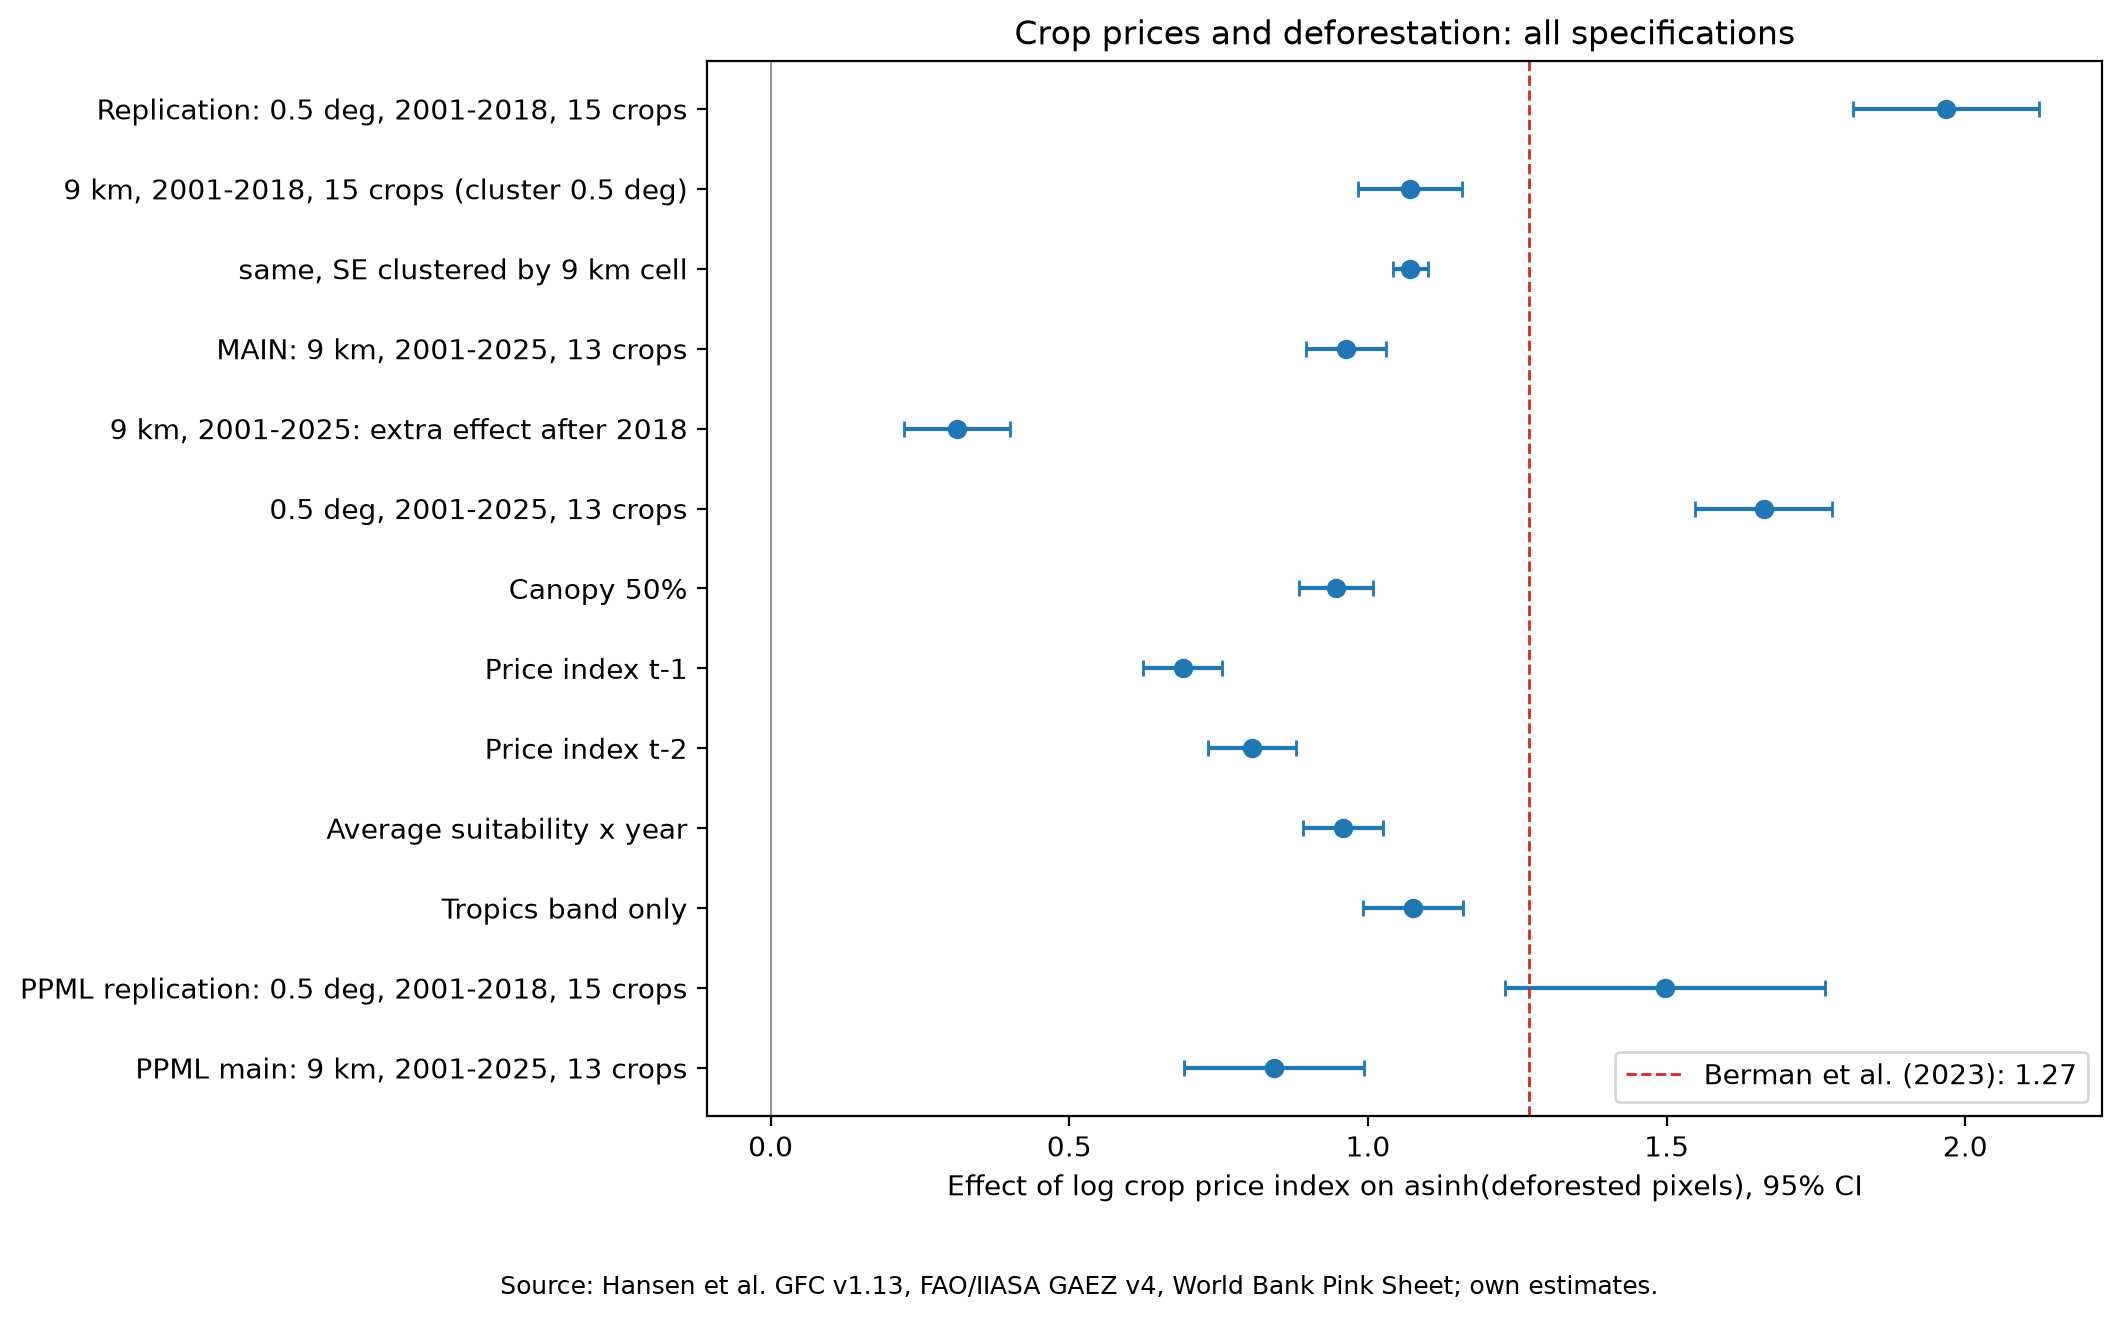 Crop prices and deforestation: all specifications
Replication: 0.5 deg, 2001-2018, 15 crops
9 km, 2001-2018, 15 crops (cluster 0.5 deg)
same, SE clustered by 9 km cell
MAIN: 9 km, 2001-2025, 13 crops
9 km, 2001-2025: extra effect after 2018
0.5 deg, 2001-2025, 13 crops
Canopy 50%
Price index t-1
Price index t-2
Average suitability x year
Tropics band only
PPML replication: 0.5 deg, 2001-2018, 15 crops
PPML main: 9 km, 2001-2025, 13 crops
Berman et al. (2023): 1.27
0.0 0.5 1.0 1.5 2.0
Effect of log crop price index on asinh(deforested pixels), 95% CI
Source: Hansen et al. GFC v1.13, FAO/IIASA GAEZ v4, World Bank Pink Sheet; own estimates.